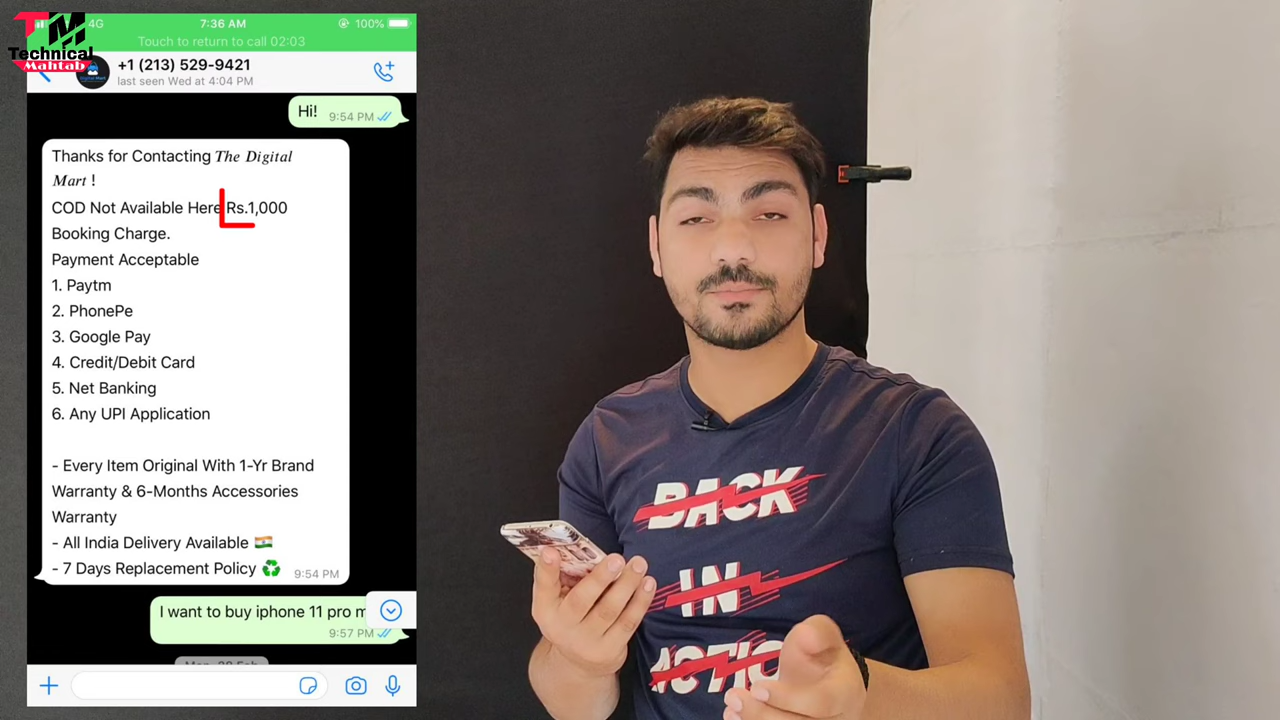 TM
Technical
Mahtab
4G
7:36 AM
100%
Touch to return to call 02:03
+1 (213) 529-9421
last seen Wed at 4:04 PM
Hi!
9:54 PM
Thanks for Contacting The Digital
Mart !
COD Not Available Here Rs.1,000
Booking Charge.
Payment Acceptable
1. Paytm
2. PhonePe
3. Google Pay
4. Credit/Debit Card
5. Net Banking
6. Any UPI Application
- Every Item Original With 1-Yr Brand
Warranty & 6-Months Accessories
Warranty
- All India Delivery Available
- 7 Days Replacement Policy
9:54 PM
I want to buy iphone 11 pro
9:57 PM
BACK
IN